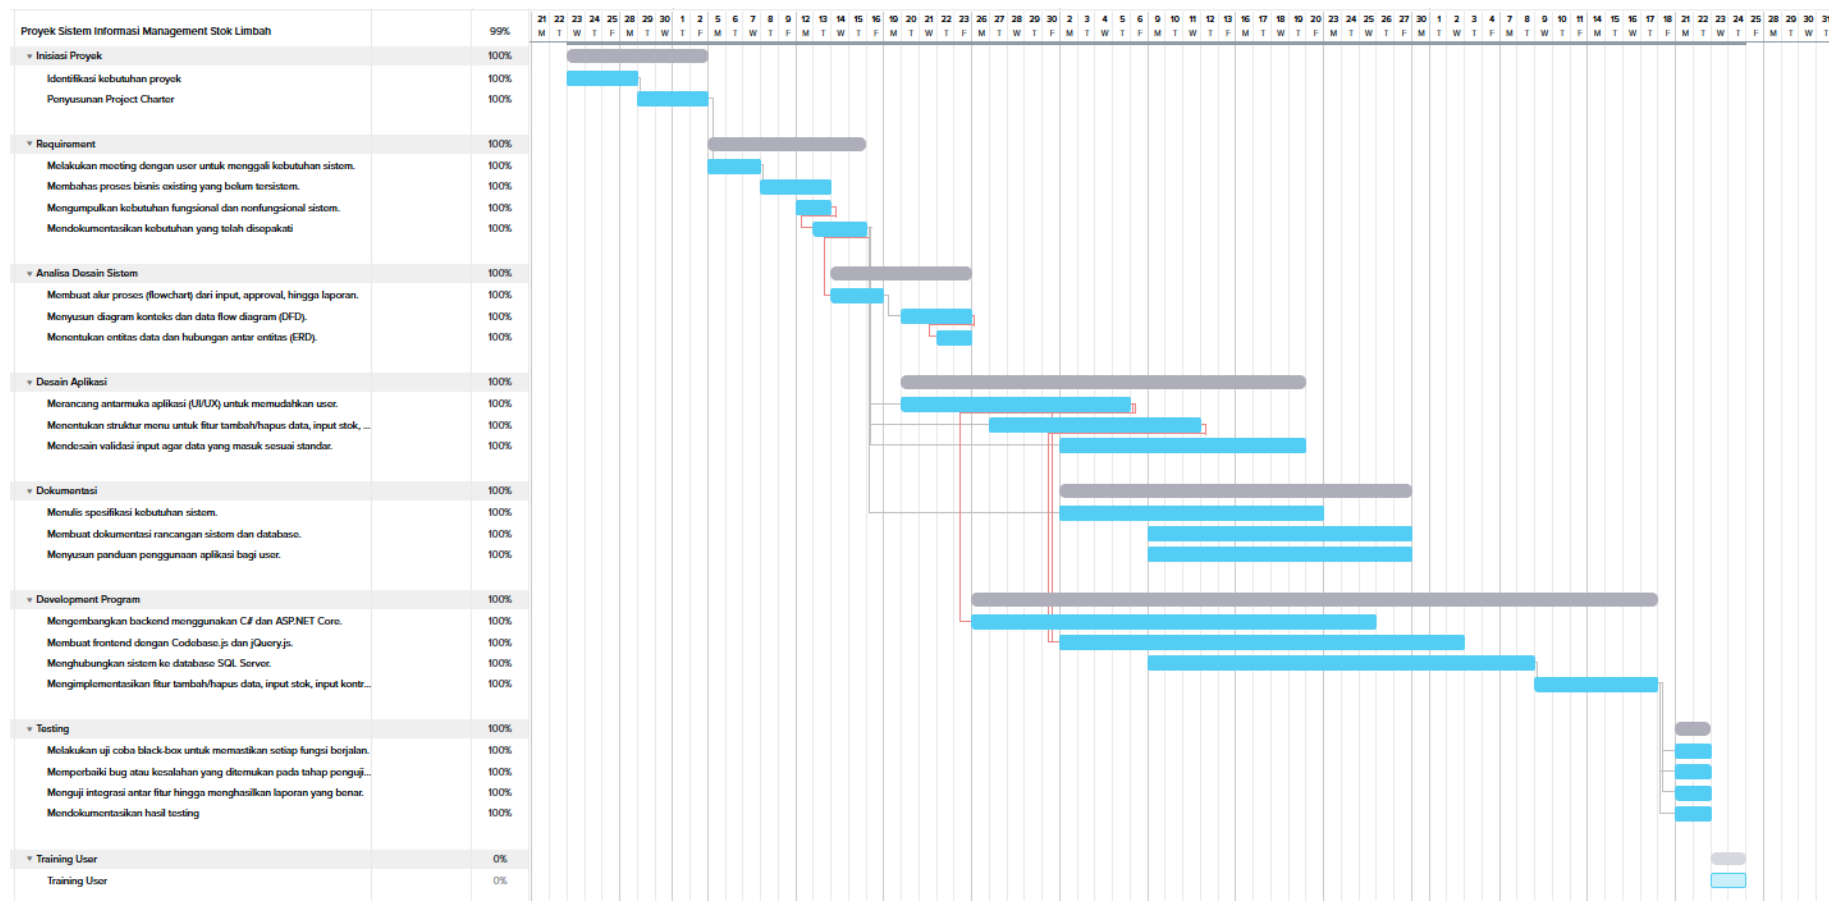 21 22 23 24 25 28 29 30 1 2 5 6 7 8 9 12 13 14 15 16 19 20 21 22 23 26 27 28 29 30 2 3 4 5 6 9 10 11 12 13 16 17 18 19 20 23 24 25 26 27 30 1 2 3 4 7 8 9 10 11 14 15 16 17 18 21 22 23 24 25 28 29 30 31
Proyek Sistem Informasi Management Stok Limbah 99% M T W T F M T W T F M T W T F M T W T F M T W T F M T W T F M T W T F M T W T F M T W T F M T W T F M T W T F M T W T F M T W T F M T W T F M T W T
Inisiasi Proyek 100%
Identifikasi kebutuhan proyek 100%
Penyusunan Project Charter 100%
Requirement 100%
Melakukan meeting dengan user untuk menggali kebutuhan sistem. 100%
Membahas proses bisnis existing yang belum tersistem. 100%
Mengumpulkan kebutuhan fungsional dan nonfungsional sistem. 100%
Mendokumentasikan kebutuhan yang telah disepakati 100%
Analisa Desain Sistem 100%
Membuat alur proses (flowchart) dari input, approval, hingga laporan. 100%
Menyusun diagram konteks dan data flow diagram (DFD). 100%
Menentukan entitas data dan hubungan antar entitas (ERD). 100%
Desain Aplikasi 100%
Merancang antarmuka aplikasi (UI/UX) untuk memudahkan user. 100%
Menentukan struktur menu untuk fitur tambah/hapus data, input stok, ... 100%
Mendesain validasi input agar data yang masuk sesuai standar. 100%
Dokumentasi 100%
Menulis spesifikasi kebutuhan sistem. 100%
Membuat dokumentasi rancangan sistem dan database. 100%
Menyusun panduan penggunaan aplikasi bagi user. 100%
Development Program 100%
Mengembangkan backend menggunakan C# dan ASP.NET Core. 100%
Membuat frontend dengan Codebase.js dan jQuery.js. 100%
Menghubungkan sistem ke database SQL Server. 100%
Mengimplementasikan fitur tambah/hapus data, input stok, input kontr... 100%
Testing 100%
Melakukan uji coba black-box untuk memastikan setiap fungsi berjalan. 100%
Memperbaiki bug atau kesalahan yang ditemukan pada tahap penguji... 100%
Menguji integrasi antar fitur hingga menghasilkan laporan yang benar. 100%
Mendokumentasikan hasil testing 100%
Training User 0%
Training User 0%